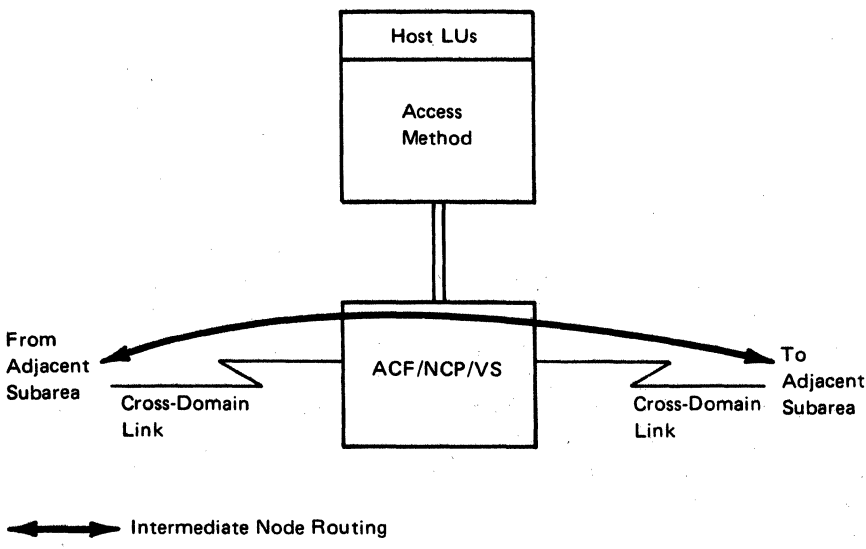 Host LUs
Access
Method
From
Adjacent
Subarea
ACF/NCP/VS
To
Adjacent
Subarea
Cross-Domain
Link
Cross-Domain
Link
Intermediate Node Routing